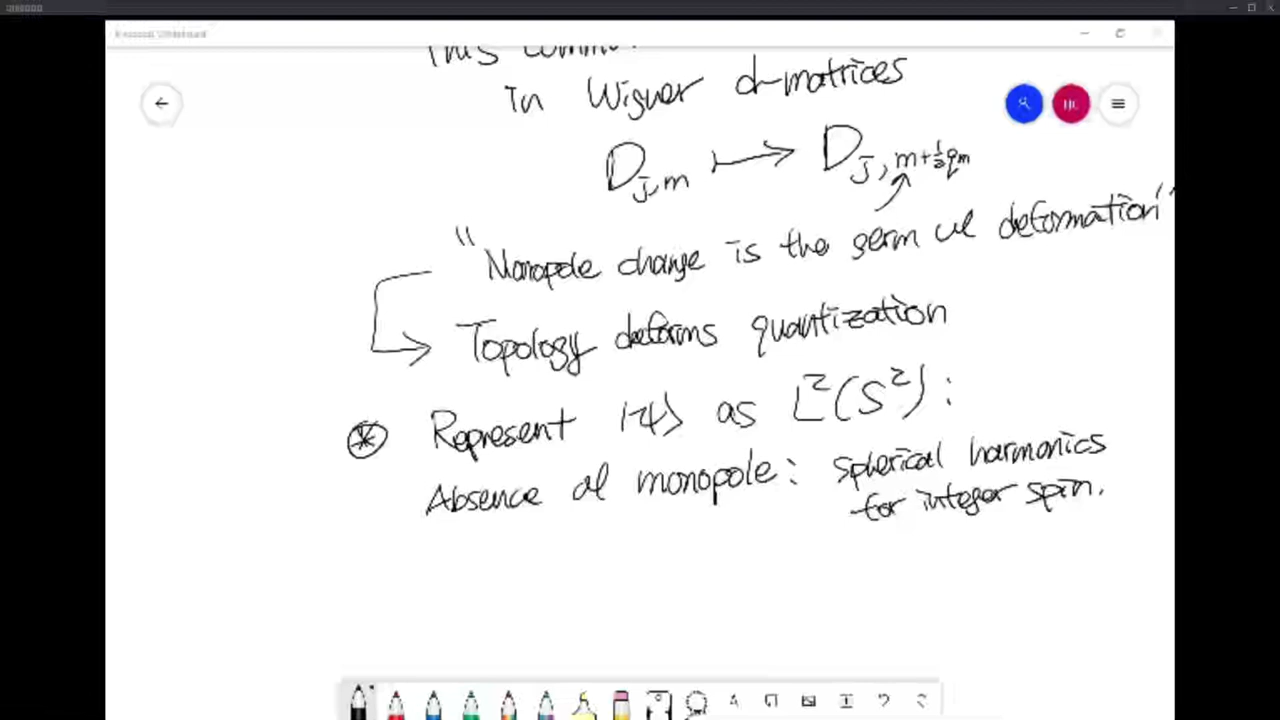 This
in Wigner d-matrices
D_{j,m} ↦ D_{j, m+½q_m}
"Monopole charge is the germ of deformation"
→ Topology deforms quantization
⊛ Represent |ψ⟩ as L²(S²):
Absence of monopole: spherical harmonics
for integer spin.